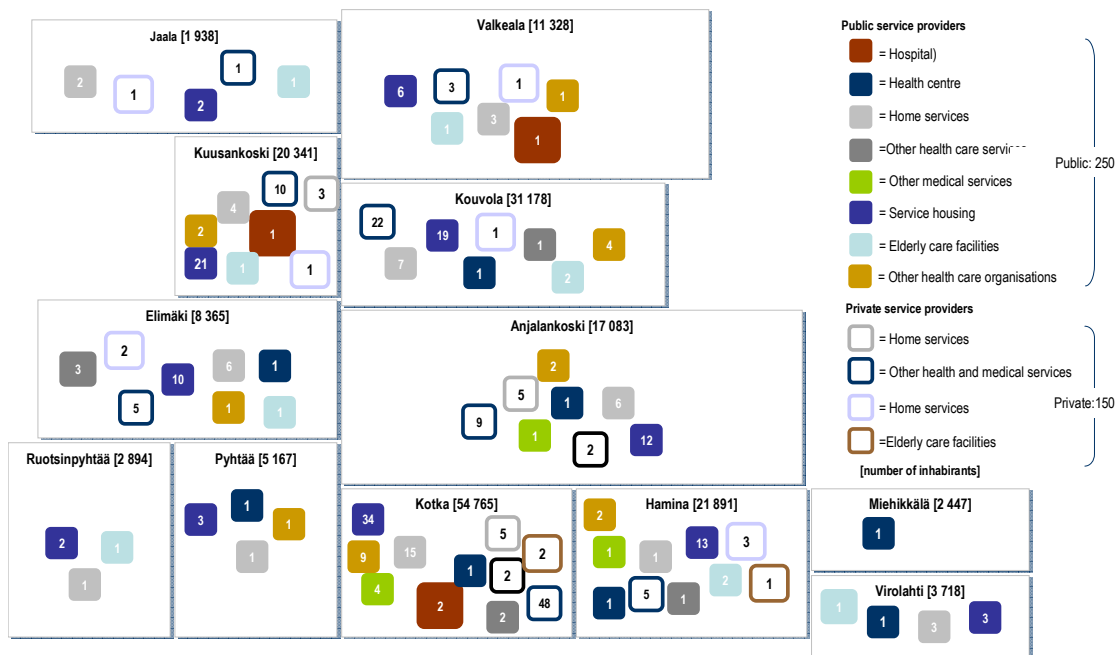 Jaala [1 938]
2
1
2
1
1
Valkeala [11 328]
6
3
1
1
1
3
1
Kuusankoski [20 341]
10
3
4
2
1
21
1
1
Kouvola [31 178]
22
19
1
1
4
7
1
2
Elimäki [8 365]
3
2
10
6
1
5
1
1
Anjalankoski [17 083]
2
5
1
6
9
1
2
12
Ruotsinpyhtää [2 894]
2
1
1
Pyhtää [5 167]
3
1
1
1
Kotka [54 765]
34
5
9
15
2
1
2
4
2
2
48
Hamina [21 891]
2
1
1
13
3
2
1
1
5
1
Miehikkälä [2 447]
1
Virolahti [3 718]
1
1
3
3
Public service providers
= Hospital)
= Health centre
= Home services
=Other health care
= Other medical services
= Service housing
= Elderly care facilities
= Other health care organisations
Public: 250
Private service providers
= Home services
= Other health and medical services
= Home services
=Elderly care facilities
Private:150
[number of inhabirants]